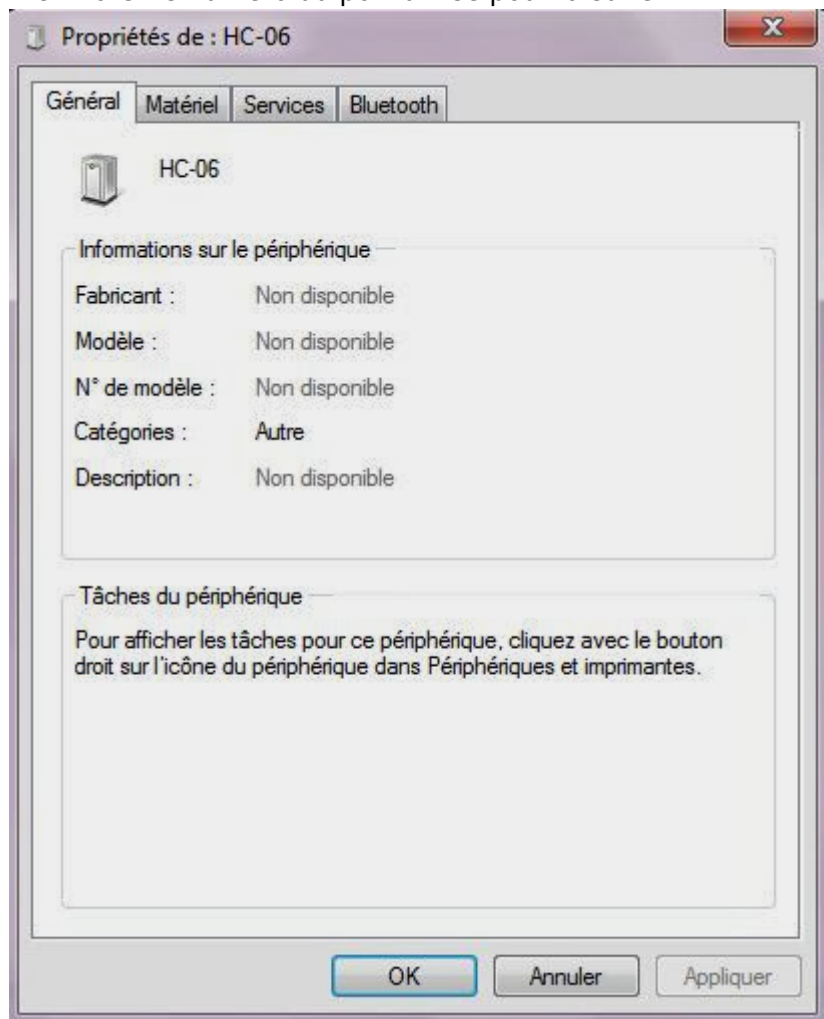 Propriétés de : HC-06
Général Matériel Services Bluetooth
HC-06
Informations sur le périphérique
Fabricant : Non disponible
Modèle : Non disponible
N° de modèle : Non disponible
Catégories : Autre
Description : Non disponible
Tâches du périphérique
Pour afficher les tâches pour ce périphérique, cliquez avec le bouton
droit sur l'icône du périphérique dans Périphériques et imprimantes.
OK Annuler Appliquer